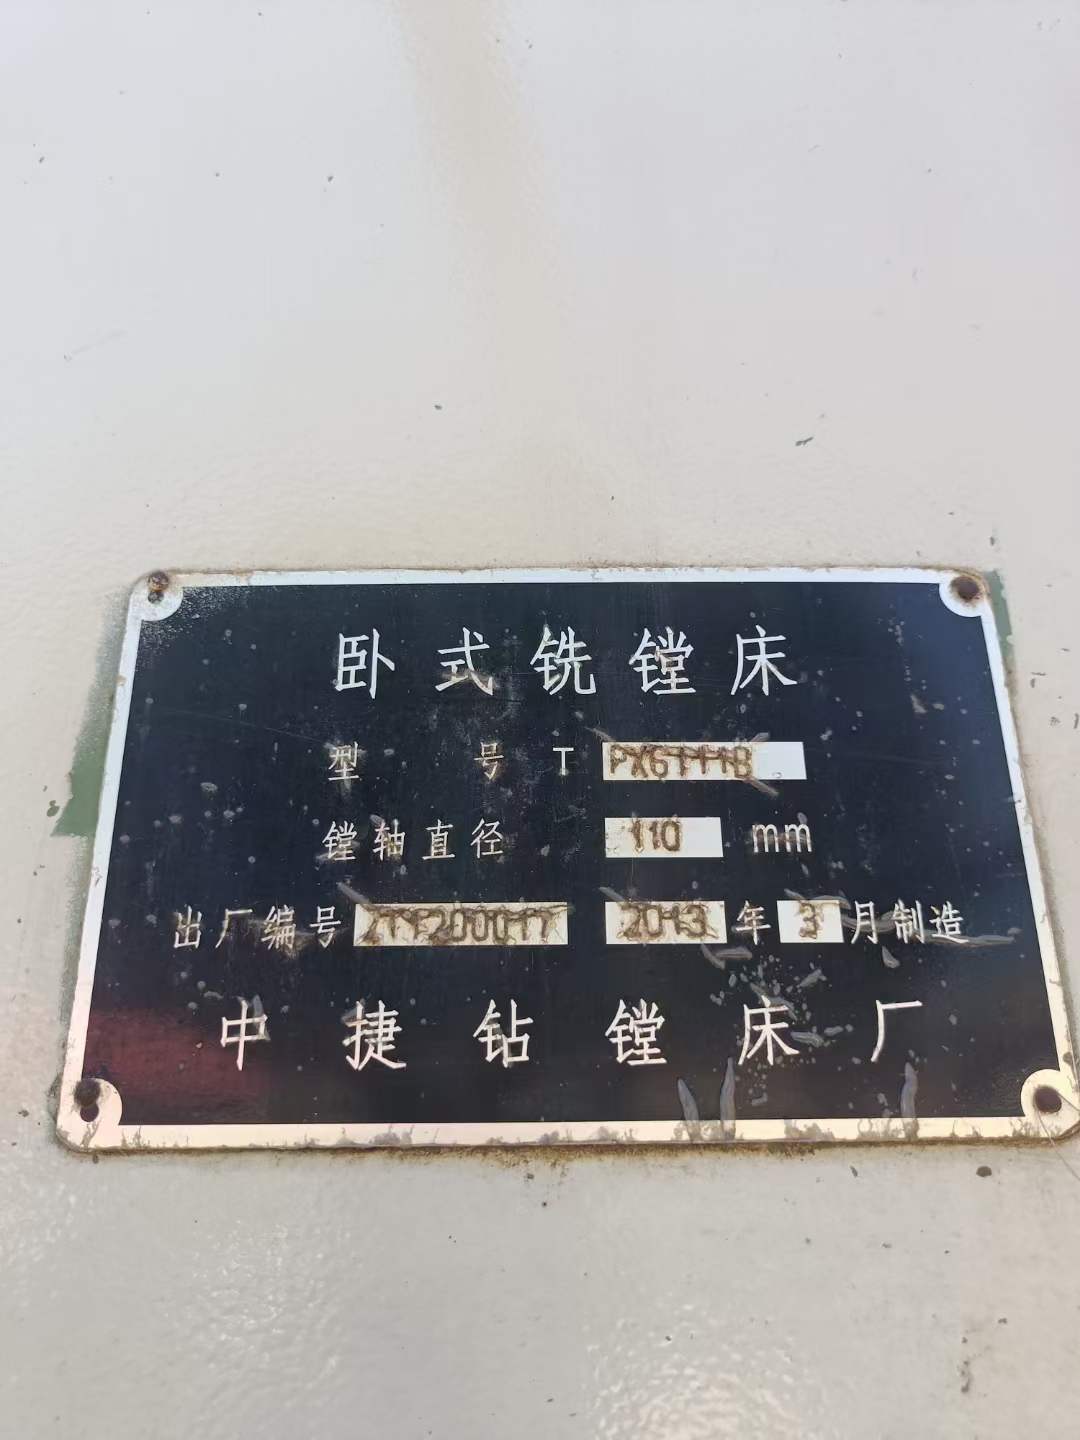 卧式铣镗床
型 号 T PX6111B
镗轴直径 110 mm
出厂编号 2013 年 3 月制造
中捷钻镗床厂